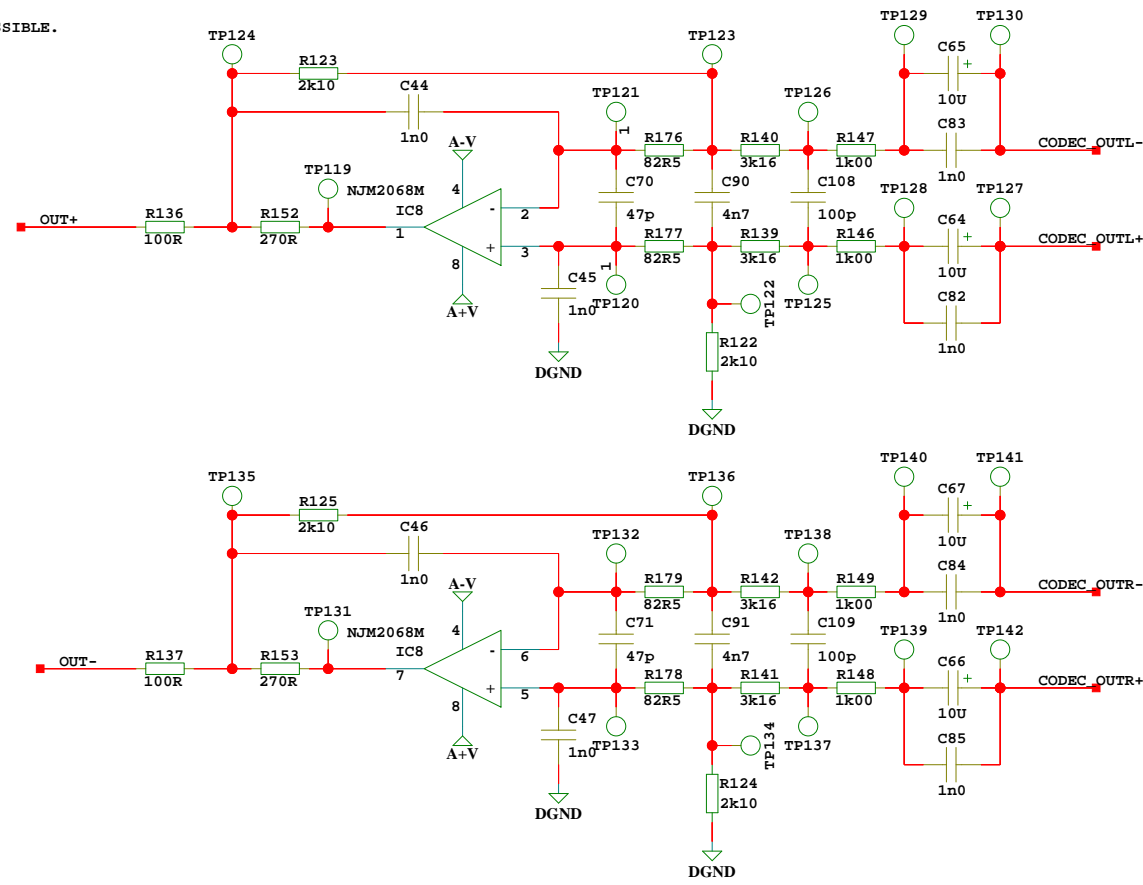 SSIBLE.
TP129 TP130
TP124 TP123
C65
+
R123
2k10
10U
C44
TP121 TP126
C83
1n0
1
A-V
R176 R140 R147
CODEC_OUTL-
82R5 3k16 1k00
1n0
TP119
NJM2068M
4
C70 C90 C108
TP128 TP127
IC8
-
2
C64
OUT+
R136 R152
47p 4n7 100p
+
100R 270R
1
+
3
R177 R139 R146
CODEC_OUTL+
82R5 3k16 1k00
10U
8
1
C45
A+V
1n0
TP120
TP122
TP125
C82
1n0
R122
2k10
DGND
DGND
TP140 TP141
TP135 TP136
C67
+
R125
2k10
10U
C46
TP132 TP138
C84
1n0
A-V
R179 R142 R149
CODEC_OUTR-
82R5 3k16 1k00
1n0
TP131
NJM2068M
4
C71 C91 C109
TP139 TP142
IC8
-
6
C66
OUT-
R137 R153
47p 4n7 100p
+
100R 270R
7
+
5
R178 R141 R148
CODEC_OUTR+
82R5 3k16 1k00
10U
8
C47
A+V
1n0
TP133
TP134
TP137
C85
1n0
R124
2k10
DGND
DGND